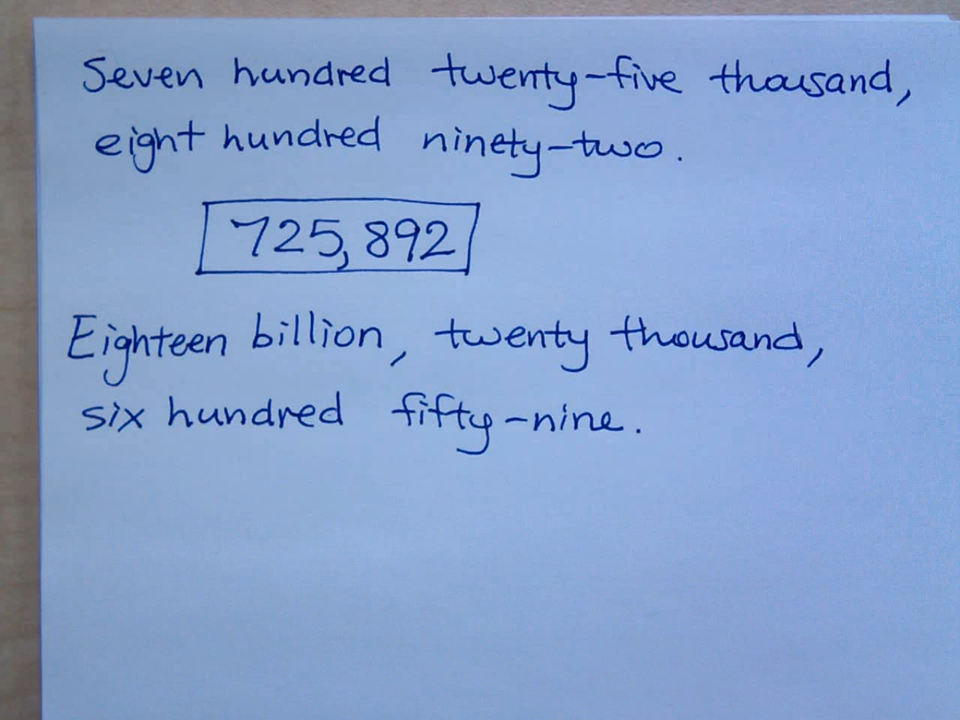 Seven hundred twenty-five thousand,
eight hundred ninety-two.
725,892
Eighteen billion, twenty thousand,
six hundred fifty-nine.